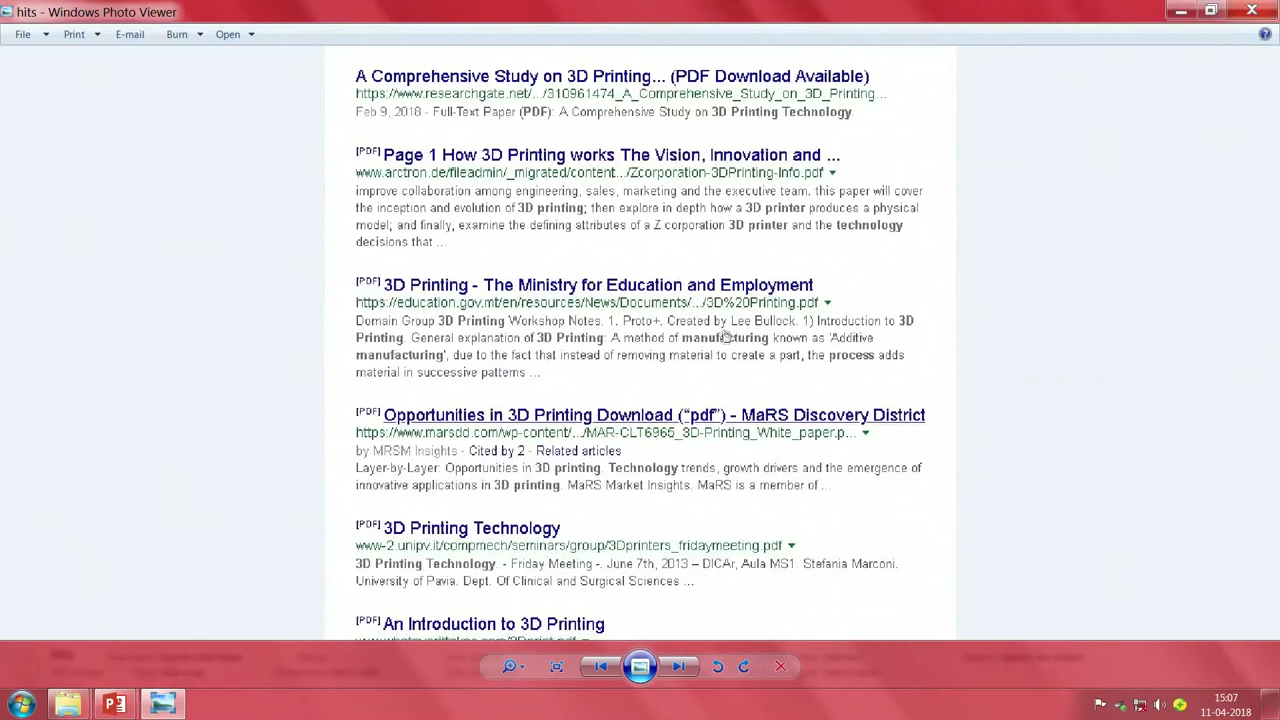 hits - Windows Photo Viewer
File Print E-mail Burn Open
A Comprehensive Study on 3D Printing... (PDF Download Available)
https://www.researchgate.net/.../310961474_A_Comprehensive_Study_on_3D_Printing...
Feb 9, 2018 - Full-Text Paper (PDF): A Comprehensive Study on 3D Printing Technology.
[PDF] Page 1 How 3D Printing works The Vision, Innovation and ...
www.arctron.de/fileadmin/_migrated/content.../Zcorporation-3DPrinting-Info.pdf
improve collaboration among engineering, sales, marketing and the executive team. this paper will cover
the inception and evolution of 3D printing; then explore in depth how a 3D printer produces a physical
model; and finally, examine the defining attributes of a Z corporation 3D printer and the technology
decisions that ...
[PDF] 3D Printing - The Ministry for Education and Employment
https://education.gov.mt/en/resources/News/Documents/.../3D%20Printing.pdf
Domain Group 3D Printing Workshop Notes. 1. Proto+. Created by Lee Bullock. 1) Introduction to 3D
Printing. General explanation of 3D Printing: A method of manufacturing known as 'Additive
manufacturing', due to the fact that instead of removing material to create a part, the process adds
material in successive patterns ...
[PDF] Opportunities in 3D Printing Download (“pdf”) - MaRS Discovery District
https://www.marsdd.com/wp-content/.../MAR-CLT6965_3D-Printing_White_paper.p...
by MRSM Insights - Cited by 2 - Related articles
Layer-by-Layer: Opportunities in 3D printing. Technology trends, growth drivers and the emergence of
innovative applications in 3D printing. MaRS Market Insights. MaRS is a member of ...
[PDF] 3D Printing Technology
www-2.unipv.it/compmech/seminars/group/3Dprinters_fridaymeeting.pdf
3D Printing Technology. - Friday Meeting -. June 7th, 2013 – DICAr, Aula MS1. Stefania Marconi.
University of Pavia. Dept. Of Clinical and Surgical Sciences ...
[PDF] An Introduction to 3D Printing
15:07
11-04-2018